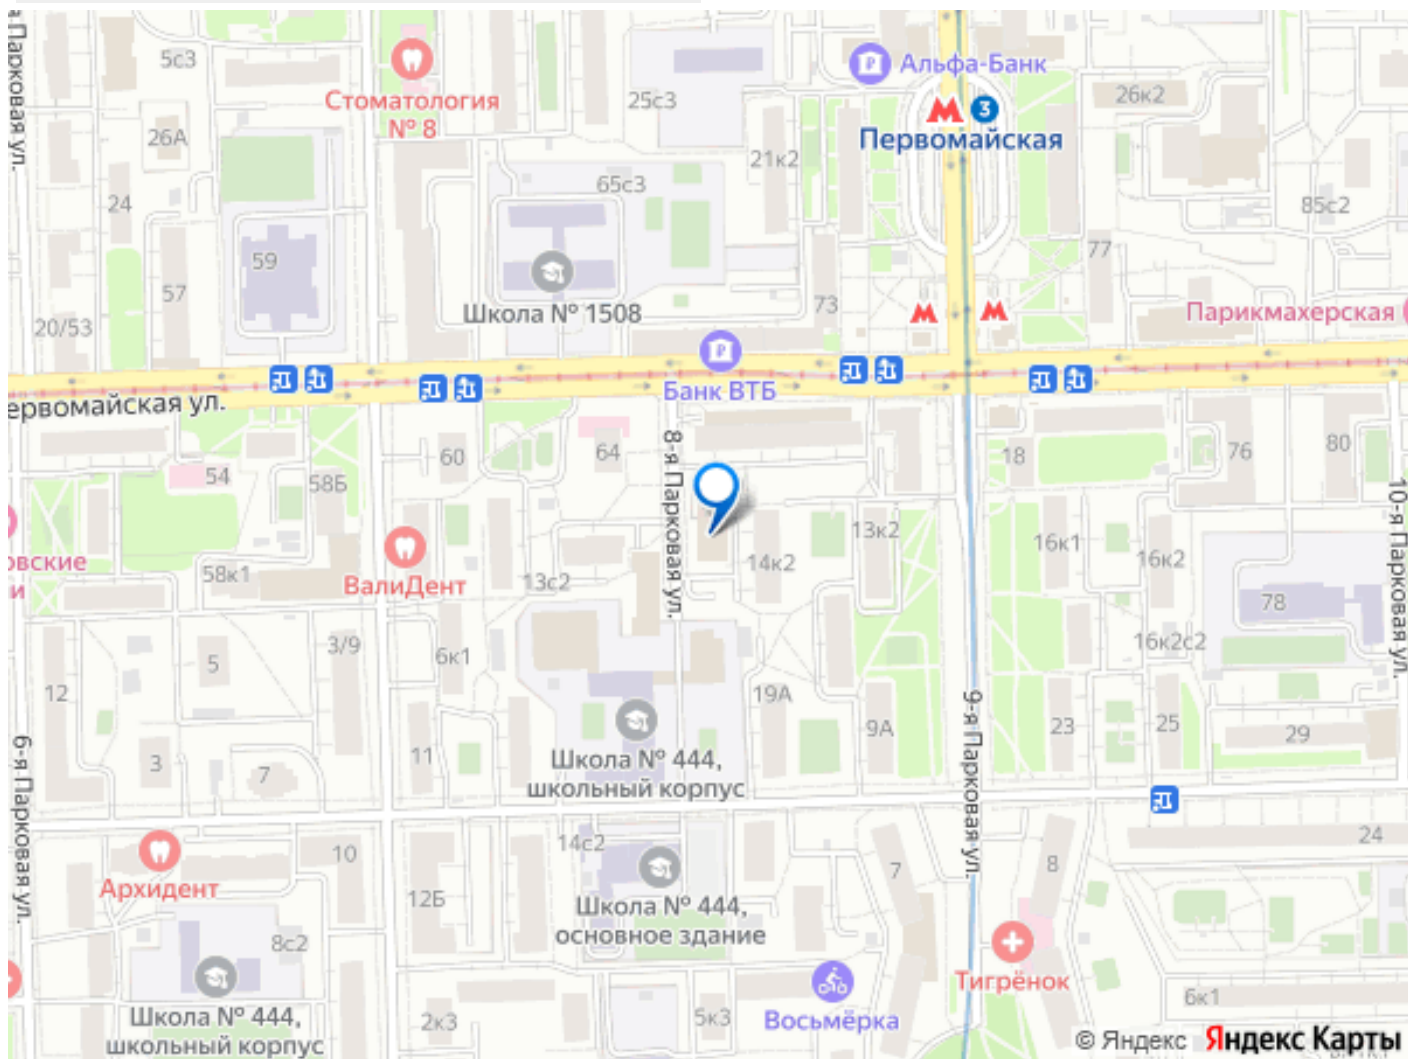 я Парковая ул.
5с3
Стоматология
№ 8
25с3
Альфа-Банк
26к2
3
Первомайская
26А
24
21к2
65с3
85с2
59
57
77
Школа № 1508
73
20/53
Парикмахерская
Банк ВТБ
ервомайская ул.
8-я Парковая ул.
60
64
54
58Б
18
76
80
10-я Парковая ул.
овские
и
58к1
ВалиДент
13с2
14к2
13к2
16к1
16к2
78
3/9
5
6к1
16к2с2
12
19А
9А
9-я Парковая ул.
23
25
29
6-я Парковая ул.
3
7
11
Школа № 444,
школьный корпус
24
Архидент
10
14с2
12Б
7
8
Школа № 444,
основное здание
8с2
Тигрёнок
Школа № 444,
школьный корпус
2к3
5к3
Восьмёрка
6к1
© Яндекс Яндекс Карты